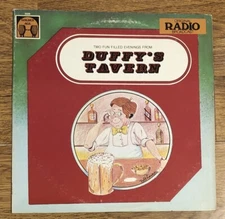 RADIO
TWO FUN FILLED EVENINGS FROM
DUFFY'S
TAVERN